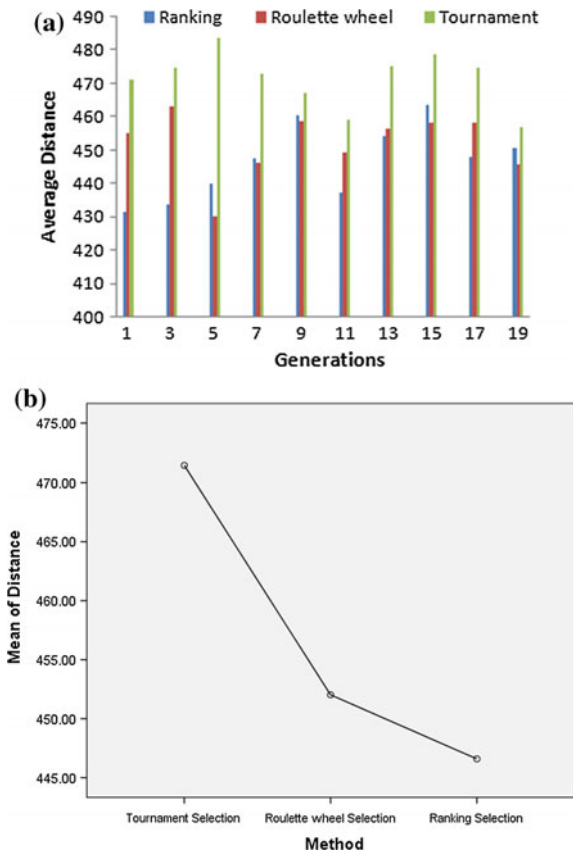 (a)
Ranking Roulette wheel Tournament
490
480
470
460
450
440
430
420
410
400
Average Distance
1 3 5 7 9 11 13 15 17 19
Generations
(b)
475.00
470.00
465.00
460.00
455.00
450.00
445.00
Mean of Distance
Tournament Selection Roulette wheel Selection Ranking Selection
Method